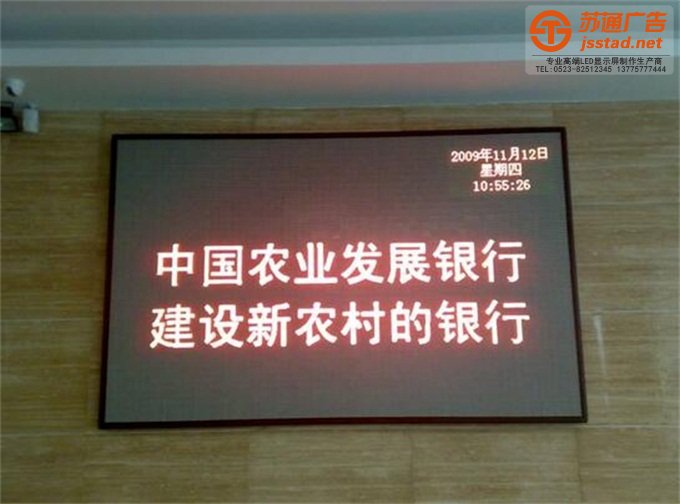 苏通广告
jsstad.net
专业高端LED显示屏制作生产商
TEL:0523-82512345 13775777444
2009年11月12日
星期四
10:55:26
中国农业发展银行
建设新农村的银行